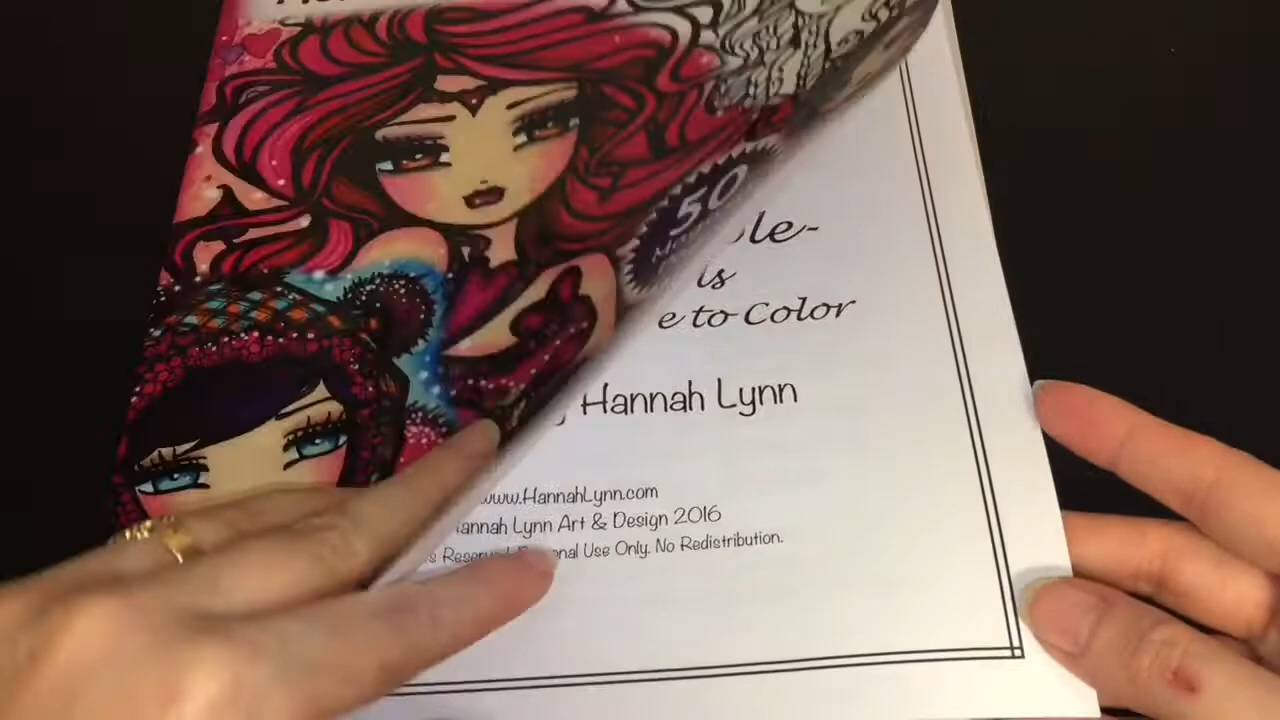 50
le-
is
e to Color
Hannah Lynn
www.HannahLynn.com
annah Lynn Art & Design 2016
s Reserved. Personal Use Only. No Redistribution.